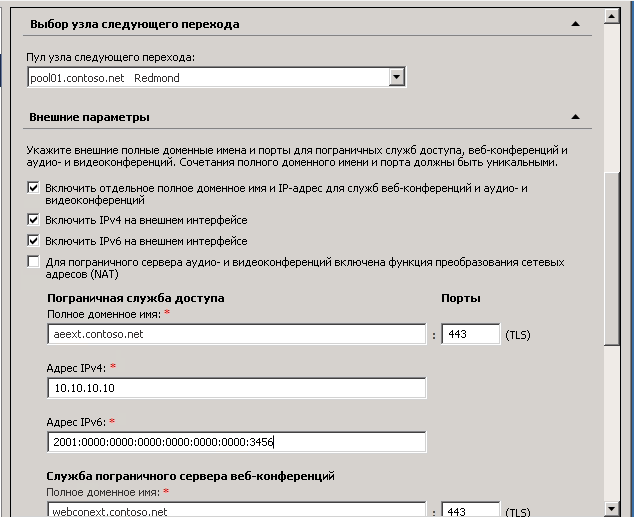 Выбор узла следующего перехода
Пул узла следующего перехода:
pool01.contoso.net Redmond
Внешние параметры
Укажите внешние полные доменные имена и порты для пограничных служб доступа, веб-конференций и
аудио- и видеоконференций. Сочетания полного доменного имени и порта должны быть уникальными.
Включить отдельное полное доменное имя и IP-адрес для служб веб-конференций и аудио- и
видеоконференций
Включить IPv4 на внешнем интерфейсе
Включить IPv6 на внешнем интерфейсе
Для пограничного сервера аудио- и видеоконференций включена функция преобразования сетевых
адресов (NAT)
Пограничная служба доступа Порты
Полное доменное имя: *
aeext.contoso.net : 443 (TLS)
Адрес IPv4: *
10.10.10.10
Адрес IPv6: *
2001:0000:0000:0000:0000:0000:0000:3456
Служба пограничного сервера веб-конференций
Полное доменное имя: *
webconext.contoso.net : 443 (TLS)